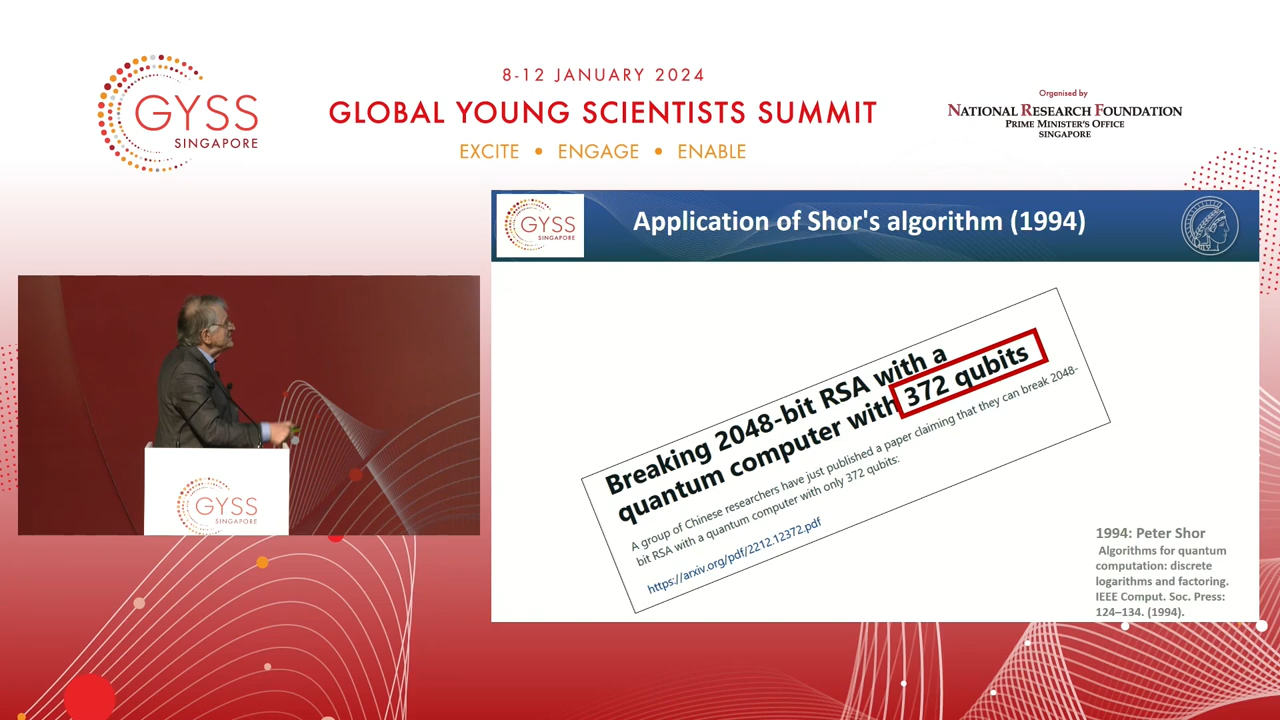 GYSS
SINGAPORE
8-12 JANUARY 2024
GLOBAL YOUNG SCIENTISTS SUMMIT
EXCITE • ENGAGE • ENABLE
Organised by
NATIONAL RESEARCH FOUNDATION
PRIME MINISTER'S OFFICE
SINGAPORE
GYSS
SINGAPORE
Application of Shor's algorithm (1994)
Breaking 2048-bit RSA with a
quantum computer with 372 qubits
A group of Chinese researchers have just published a paper claiming that they can break 2048-
bit RSA with a quantum computer with only 372 qubits:
https://arxiv.org/pdf/2212.12372.pdf
1994: Peter Shor
Algorithms for quantum
computation: discrete
logarithms and factoring.
IEEE Comput. Soc. Press:
124–134. (1994).
GYSS
SINGAPORE